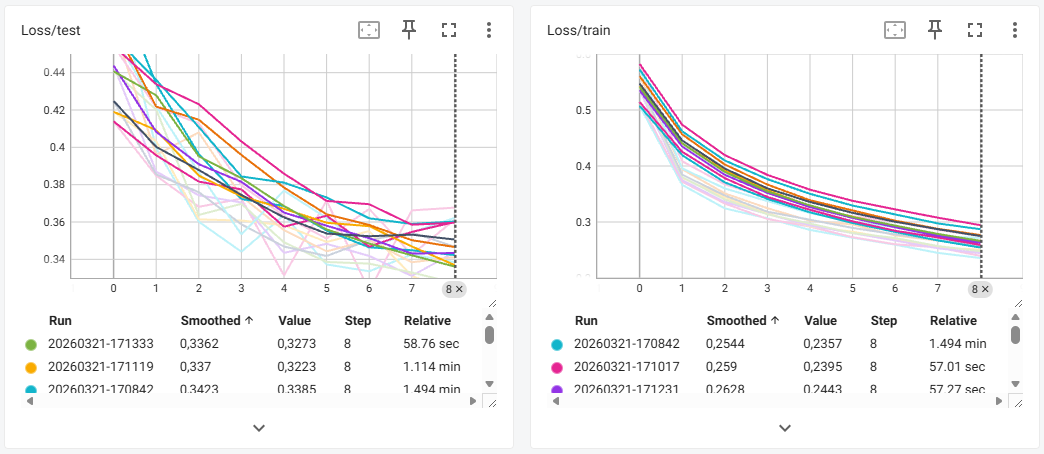 Loss/test
0.44
0.42
0.4
0.38
0.36
0.34
0 1 2 3 4 5 6 7 8 ×
Run Smoothed ↑ Value Step Relative
20260321-171333 0,3362 0,3273 8 58.76 sec
20260321-171119 0,337 0,3223 8 1.114 min
20260321-170842 0,3423 0,3385 8 1.494 min
Loss/train
0.5
0.4
0.3
0 1 2 3 4 5 6 7 8 ×
Run Smoothed ↑ Value Step Relative
20260321-170842 0,2544 0,2357 8 1.494 min
20260321-171017 0,259 0,2395 8 57.01 sec
20260321-171231 0,2628 0,2443 8 57.27 sec